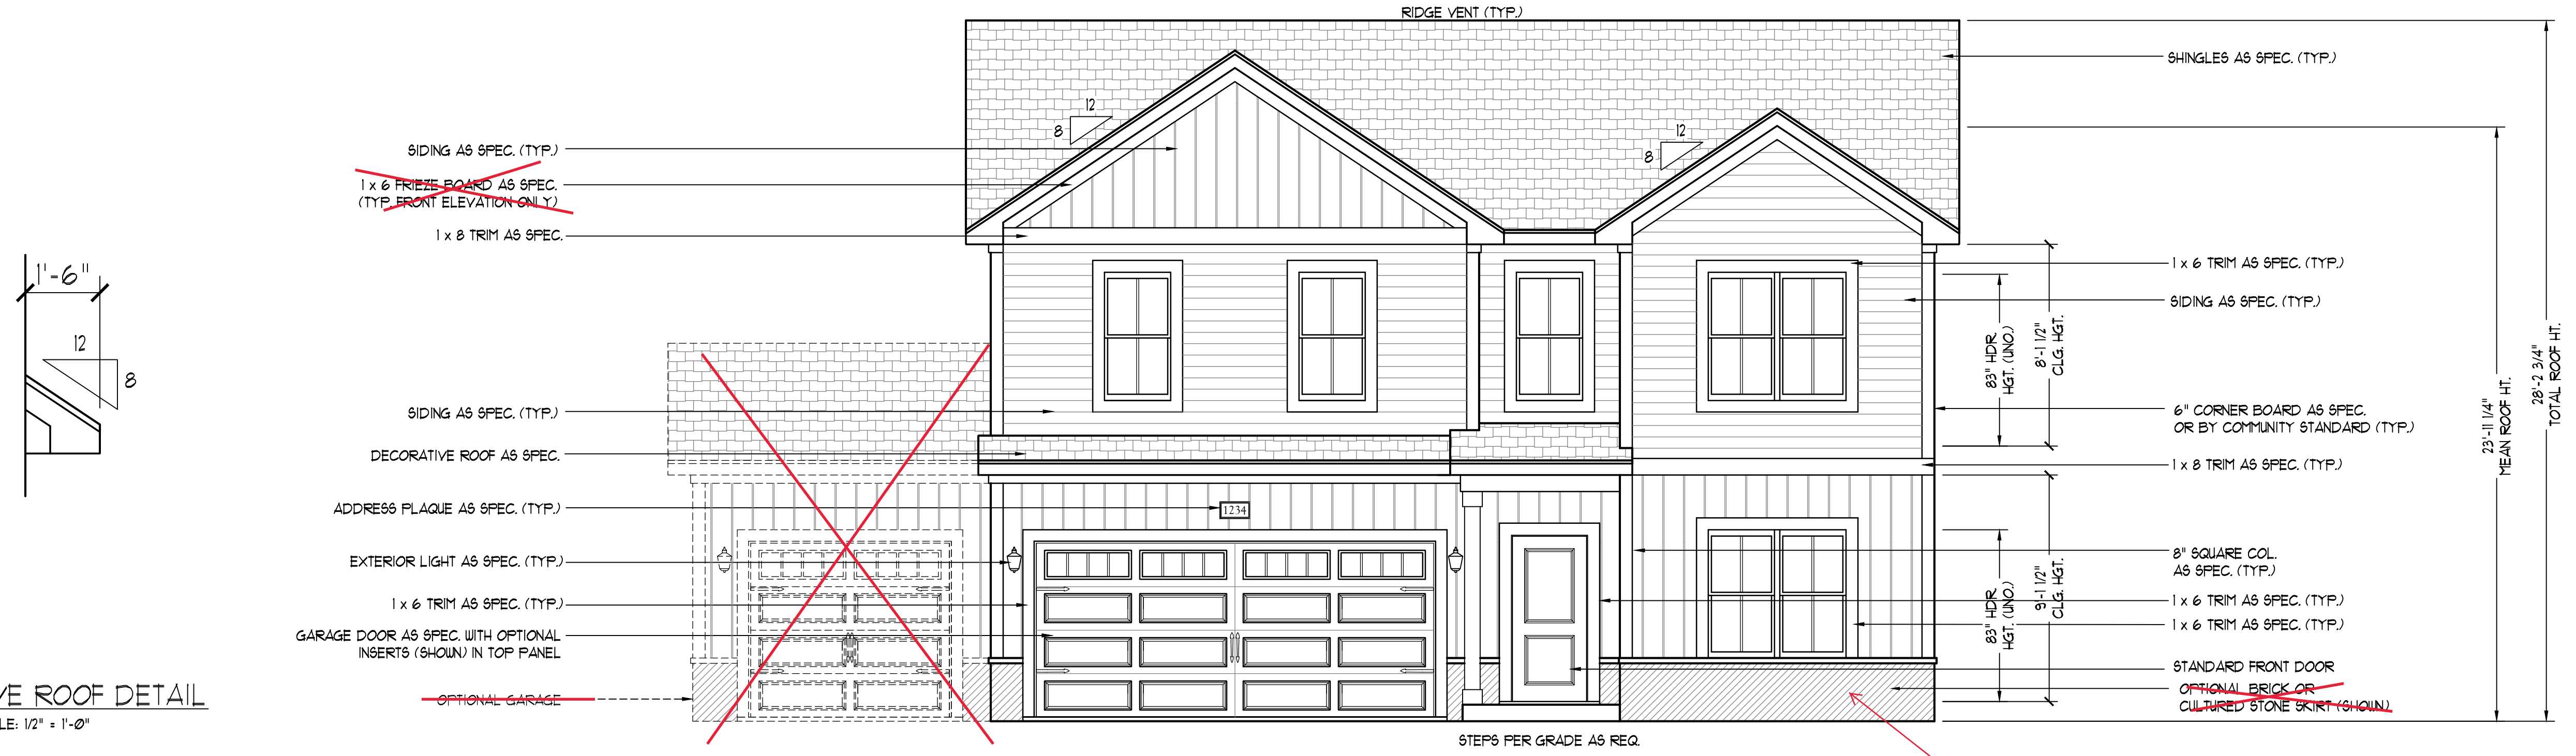 RIDGE VENT (TYP.)
SHINGLES AS SPEC. (TYP.)
12
8
12
8
SIDING AS SPEC. (TYP.)
1 x 6 FRIEZE BOARD AS SPEC.
(TYP. FRONT ELEVATION ONLY)
1 x 8 TRIM AS SPEC.
1'-6"
12
8
VE ROOF DETAIL
LE: 1/2" = 1'-0"
SIDING AS SPEC. (TYP.)
DECORATIVE ROOF AS SPEC.
ADDRESS PLAQUE AS SPEC. (TYP.)
1234
EXTERIOR LIGHT AS SPEC. (TYP.)
1 x 6 TRIM AS SPEC. (TYP.)
GARAGE DOOR AS SPEC. WITH OPTIONAL
INSERTS (SHOWN) IN TOP PANEL
OPTIONAL GARAGE
1 x 6 TRIM AS SPEC. (TYP.)
SIDING AS SPEC. (TYP.)
83" HDR.
HGT. (UNO.)
8'-1 1/2"
CLG. HGT.
6" CORNER BOARD AS SPEC.
OR BY COMMUNITY STANDARD (TYP.)
1 x 8 TRIM AS SPEC. (TYP.)
23'-11 1/4"
MEAN ROOF HT.
28'-2 3/4"
TOTAL ROOF HT.
8" SQUARE COL.
AS SPEC. (TYP.)
83" HDR.
HGT. (UNO.)
9'-1 1/2"
CLG. HGT.
1 x 6 TRIM AS SPEC. (TYP.)
1 x 6 TRIM AS SPEC. (TYP.)
STANDARD FRONT DOOR
OPTIONAL BRICK OR
CULTURED STONE SKIRT (SHOWN)
STEPS PER GRADE AS REQ.